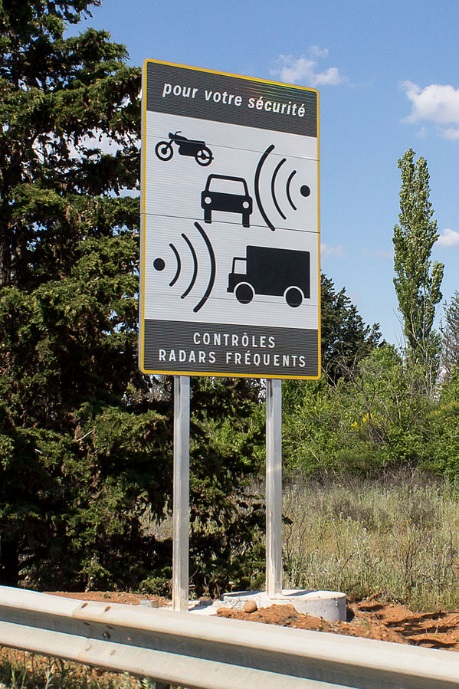 pour votre sécurité
CONTRÔLES
RADARS FRÉQUENTS